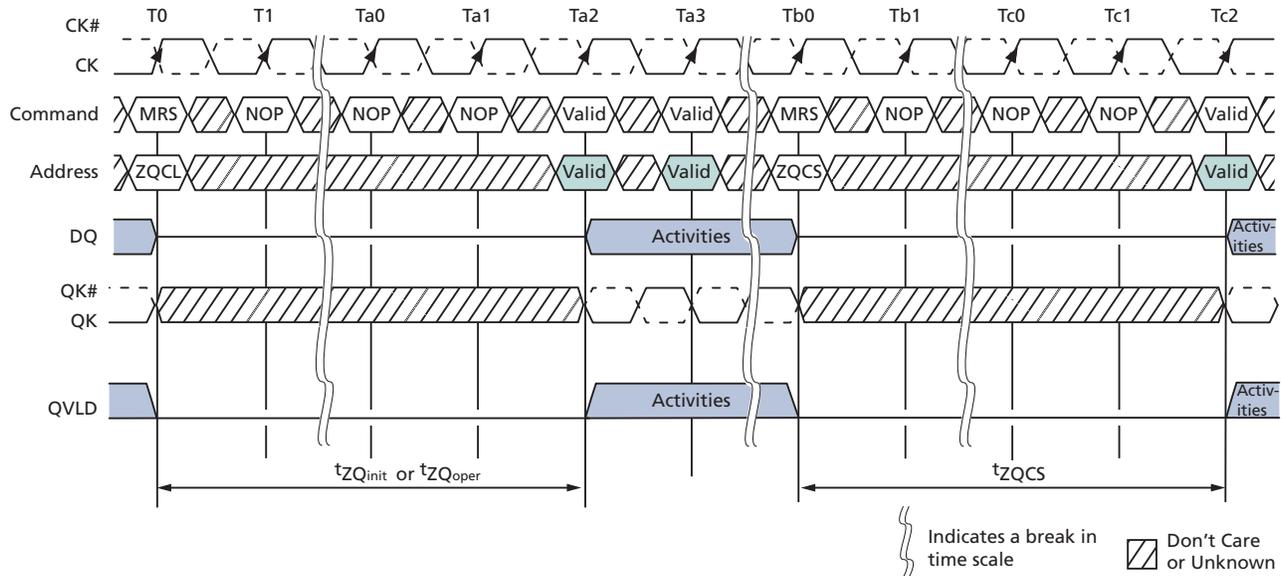 T0 T1 Ta0 Ta1 Ta2 Ta3 Tb0 Tb1 Tc0 Tc1 Tc2
CK#
CK
Command MRS NOP NOP NOP Valid Valid MRS NOP NOP NOP Valid
Address ZQCL Valid Valid ZQCS Valid
DQ Activities Activ-
ities
QK#
QK
QVLD Activities Activ-
ities
tZQinit or tZQoper tZQCS
Indicates a break in
time scale
Don't Care
or Unknown